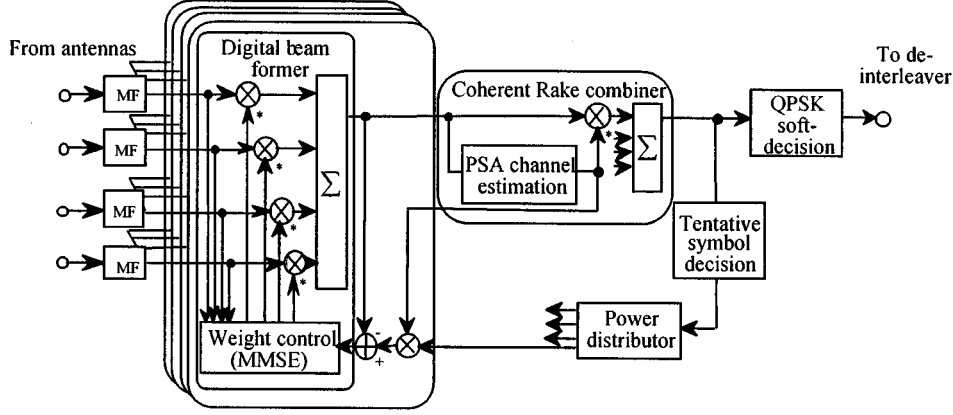 From antennas
MF
MF
MF
MF
Digital beam
former
*
*
*
*
Σ
Weight control
(MMSE)
-
+
Coherent Rake combiner
PSA channel
estimation
*
Σ
QPSK
soft-
decision
To de-
interleaver
Tentative
symbol
decision
Power
distributor